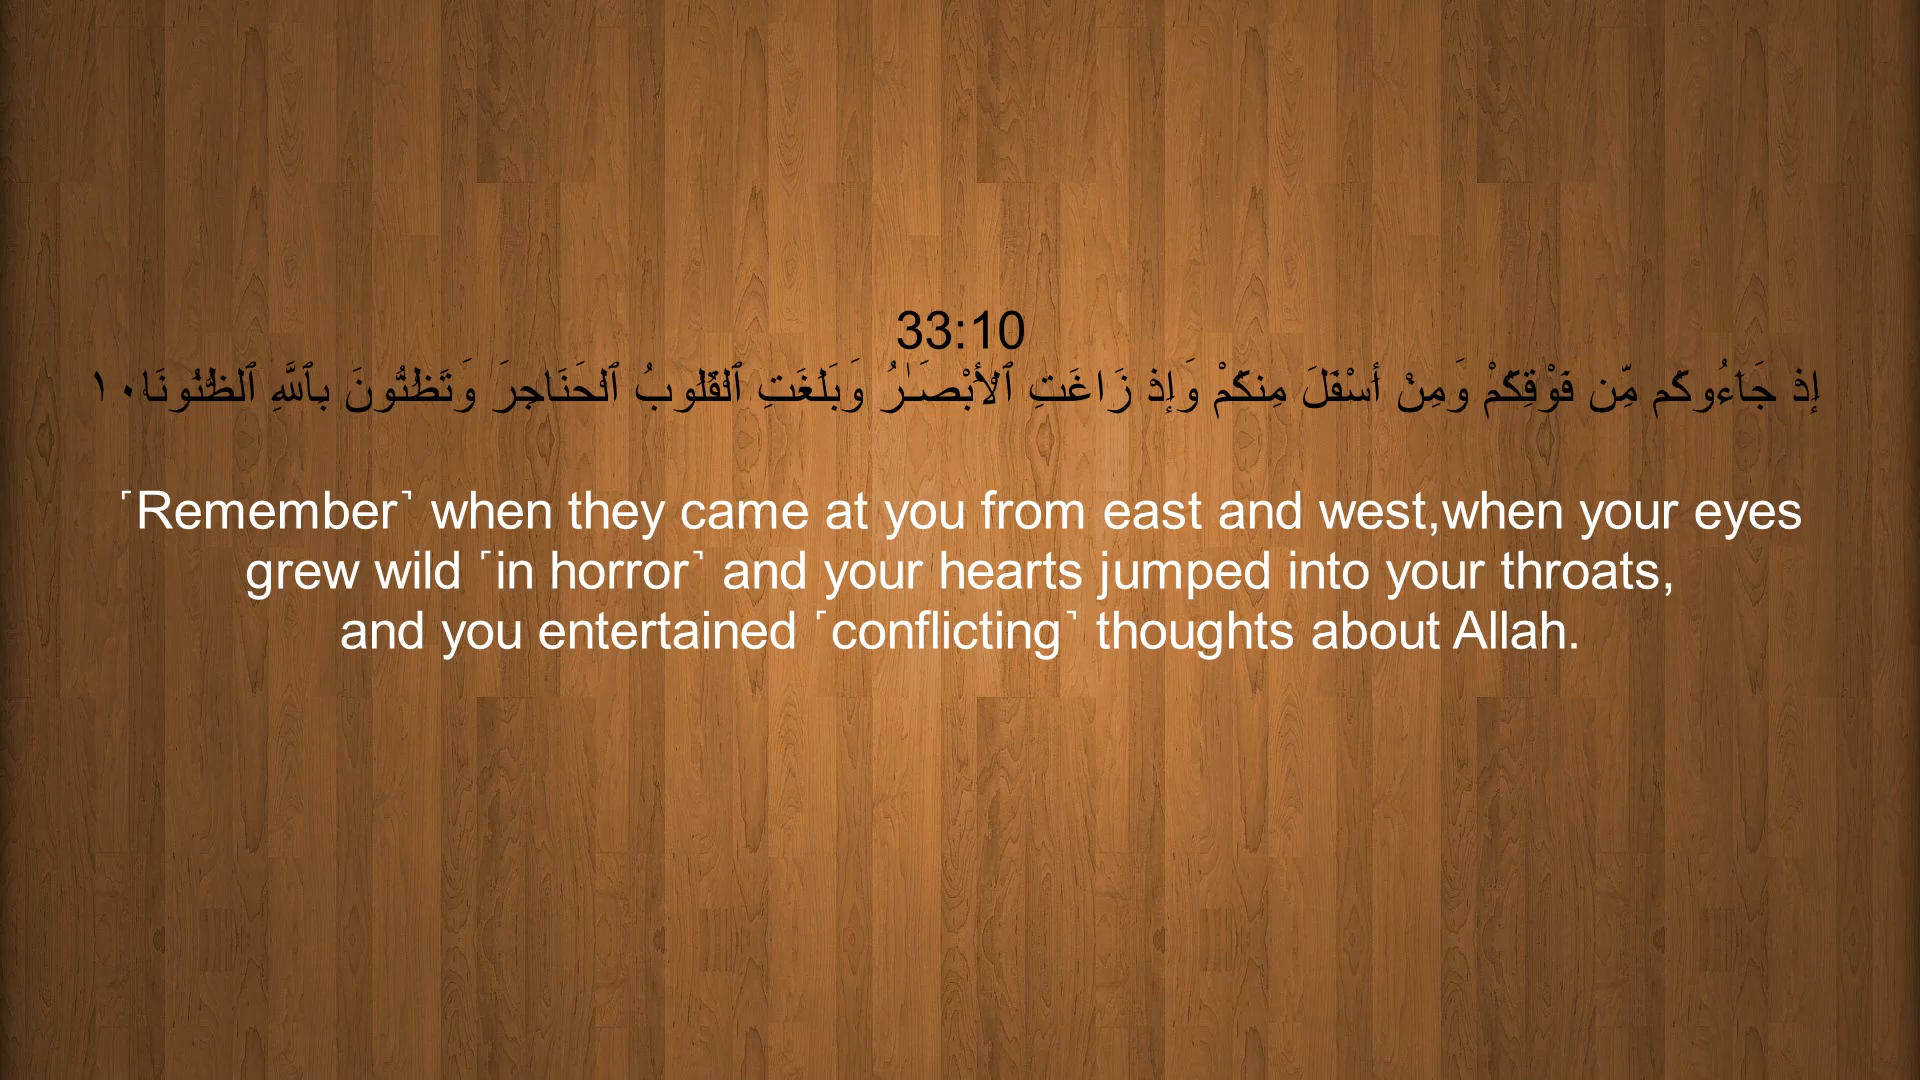 33:10
إِذْ جَآءُوكُم مِّن فَوْقِكُمْ وَمِنْ أَسْفَلَ مِنكُمْ وَإِذْ زَاغَتِ ٱلْأَبْصَـٰرُ وَبَلَغَتِ ٱلْقُلُوبُ ٱلْحَنَاجِرَ وَتَظُنُّونَ بِٱللَّهِ ٱلظُّنُونَا۠ ١٠
˹Remember˺ when they came at you from east and west,when your eyes
grew wild ˹in horror˺ and your hearts jumped into your throats,
and you entertained ˹conflicting˺ thoughts about Allah.